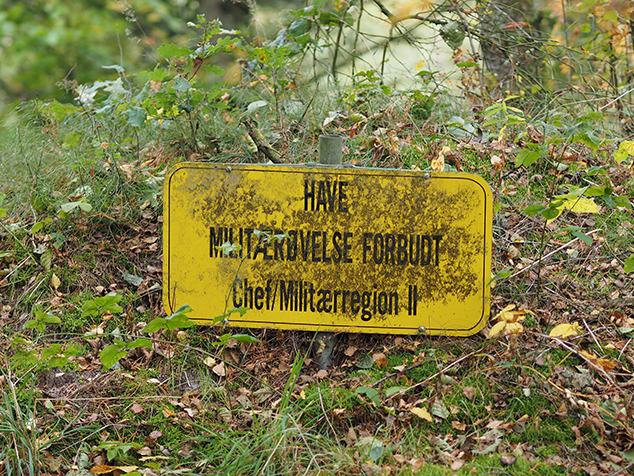 HAVE
MILITÆRØVELSE FORBUDT
Chef/Militærregion II